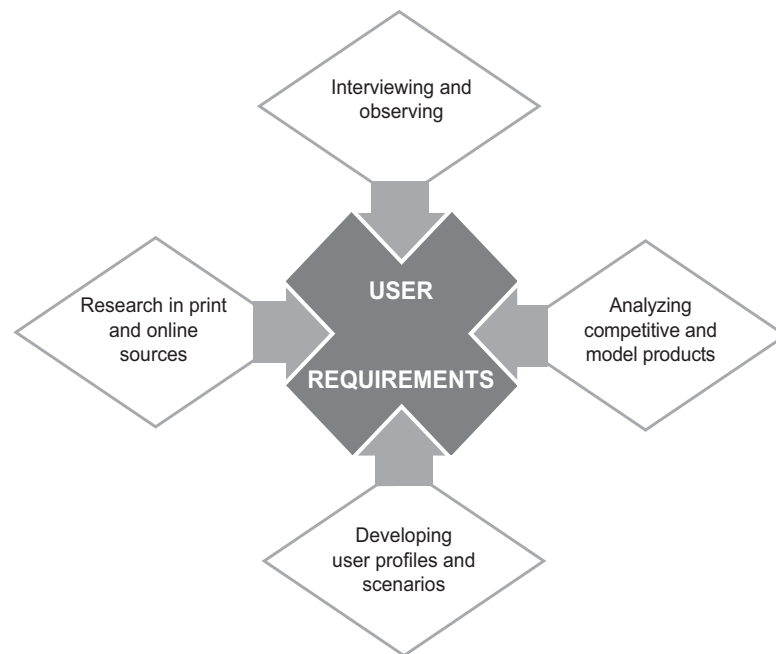 Interviewing and
observing
Research in print
and online
sources
USER
REQUIREMENTS
Analyzing
competitive and
model products
Developing
user profiles and
scenarios